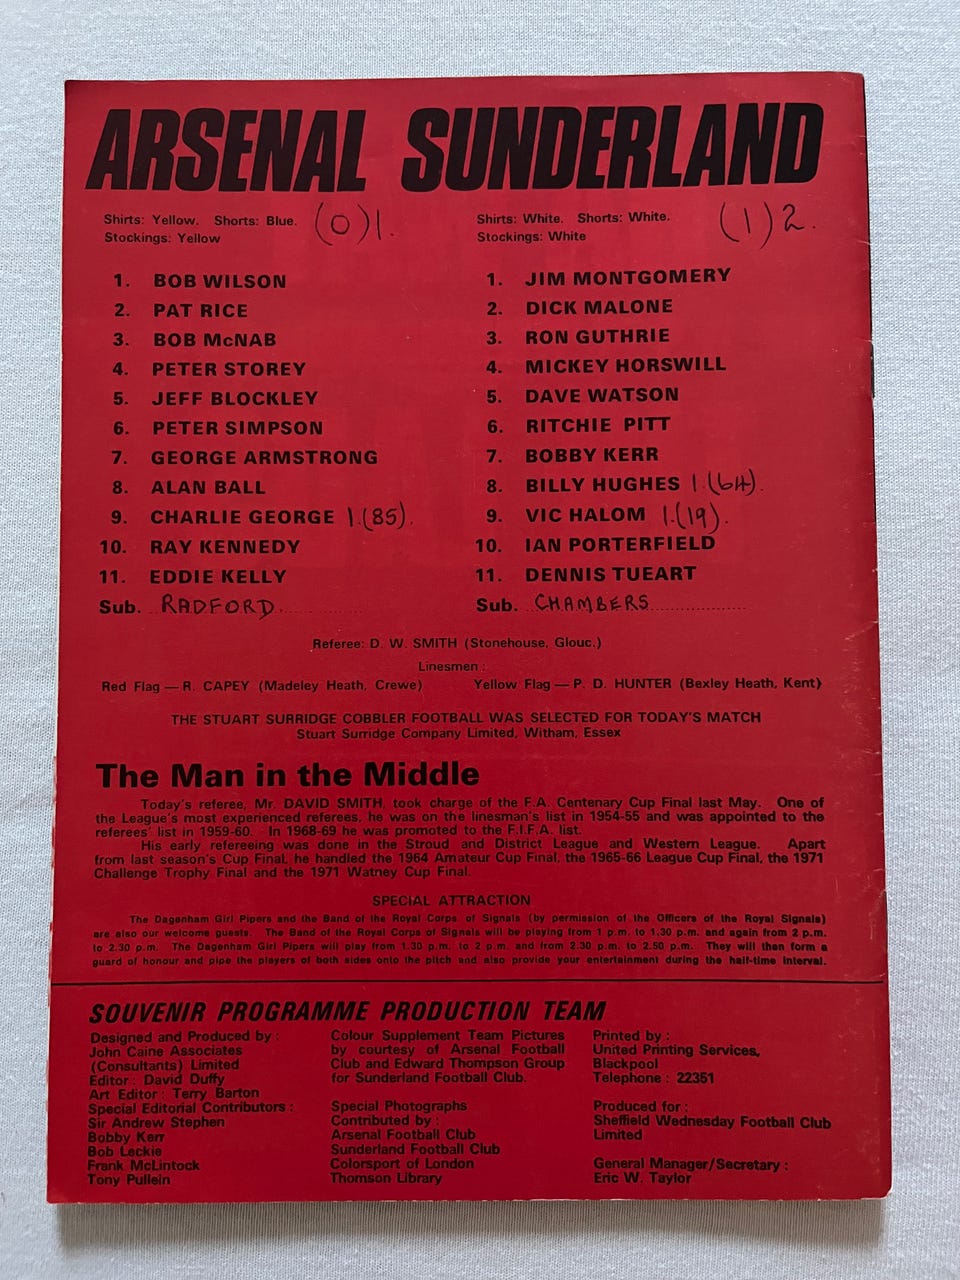 ARSENAL SUNDERLAND
Shirts: Yellow. Shorts: Blue.
Stockings: Yellow
(0) 1.
1. BOB WILSON
2. PAT RICE
3. BOB McNAB
4. PETER STOREY
5. JEFF BLOCKLEY
6. PETER SIMPSON
7. GEORGE ARMSTRONG
8. ALAN BALL
9. CHARLIE GEORGE 1.(85).
10. RAY KENNEDY
11. EDDIE KELLY
Sub. RADFORD
Shirts: White. Shorts: White.
Stockings: White
(1) 2.
1. JIM MONTGOMERY
2. DICK MALONE
3. RON GUTHRIE
4. MICKEY HORSWILL
5. DAVE WATSON
6. RITCHIE PITT
7. BOBBY KERR
8. BILLY HUGHES 1.(64).
9. VIC HALOM 1.(19).
10. IAN PORTERFIELD
11. DENNIS TUEART
Sub. CHAMBERS
Referee: D. W. SMITH (Stonehouse, Glouc.)
Linesmen:
Red Flag — R. CAPEY (Madeley Heath, Crewe) Yellow Flag — P. D. HUNTER (Bexley Heath, Kent)
THE STUART SURRIDGE COBBLER FOOTBALL WAS SELECTED FOR TODAY'S MATCH
Stuart Surridge Company Limited, Witham, Essex
The Man in the Middle
Today's referee, Mr. DAVID SMITH, took charge of the F.A. Centenary Cup Final last May. One of
the League's most experienced referees, he was on the linesman's list in 1954-55 and was appointed to the
referees' list in 1959-60. In 1968-69 he was promoted to the F.I.F.A. list.
His early refereeing was done in the Stroud and District League and Western League. Apart
from last season's Cup Final, he handled the 1964 Amateur Cup Final, the 1965-66 League Cup Final, the 1971
Challenge Trophy Final and the 1971 Watney Cup Final.
SPECIAL ATTRACTION
The Dagenham Girl Pipers and the Band of the Royal Corps of Signals (by permission of the Officers of the Royal Signals)
are also our welcome guests. The Band of the Royal Corps of Signals will be playing from 1 p.m. to 1.30 p.m. and again from 2 p.m.
to 2.30 p.m. The Dagenham Girl Pipers will play from 1.30 p.m. to 2 p.m. and from 2.30 p.m. to 2.50 p.m. They will then form a
guard of honour and pipe the players of both sides onto the pitch and also provide your entertainment during the half-time interval.
SOUVENIR PROGRAMME PRODUCTION TEAM
Designed and Produced by:
John Caine Associates
(Consultants) Limited
Editor: David Duffy
Art Editor: Terry Barton
Special Editorial Contributors:
Sir Andrew Stephen
Bobby Kerr
Bob Leckie
Frank McLintock
Tony Pullein
Colour Supplement Team Pictures
by courtesy of Arsenal Football
Club and Edward Thompson Group
for Sunderland Football Club.
Special Photographs
Contributed by:
Arsenal Football Club
Sunderland Football Club
Colorsport of London
Thomson Library
Printed by:
United Printing Services,
Blackpool
Telephone: 22351
Produced for:
Sheffield Wednesday Football Club
Limited
General Manager/Secretary:
Eric W. Taylor